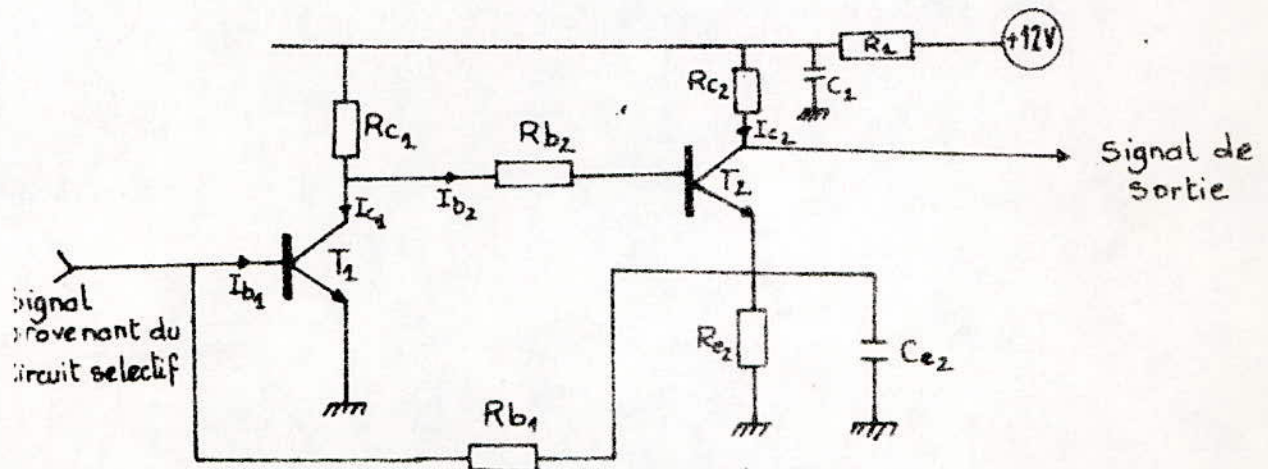 +12V
R1
Rc2
C1
Rc1
Ic2
Rb2
Signal de
sortie
T2
Ib2
Ic1
T1
Ib1
signal
provenant du
circuit selectif
Re2
Ce2
Rb1